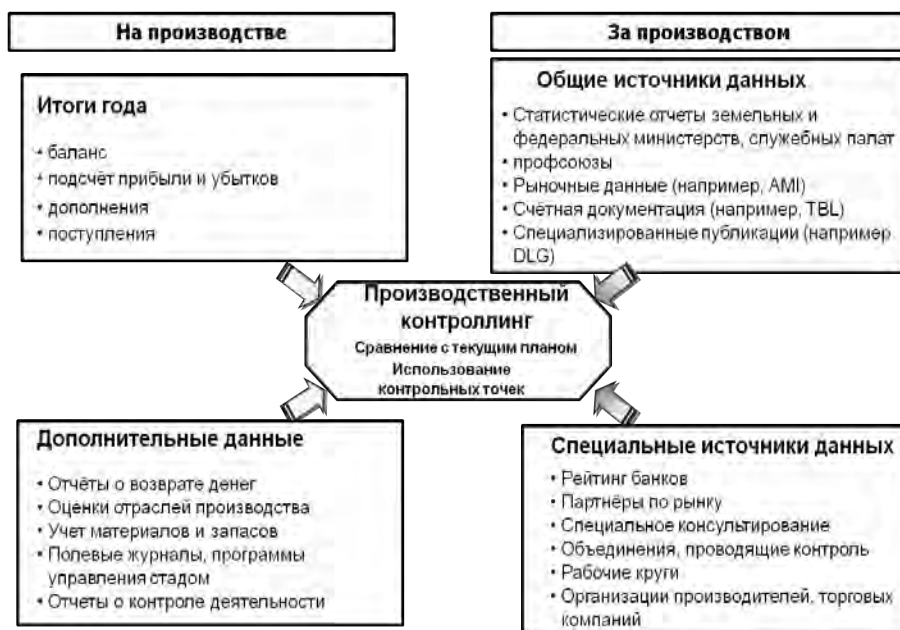 На производстве
За производством
Итоги года
• баланс
• подсчёт прибыли и убытков
• дополнения
• поступления
Общие источники данных
• Статистические отчеты земельных и
федеральных министерств, служебных палат
• профсоюзы
• Рыночные данные (например, AMI)
• Счётная документация (например, TBL)
• Специализированные публикации (например
DLG)
Производственный
контроллинг
Сравнение с текущим планом
Использование
контрольных точек
Дополнительные данные
• Отчёты о возврате денег
• Оценки отраслей производства
• Учет материалов и запасов
• Полевые журналы, программы
управления стадом
• Отчеты о контроле деятельности
Специальные источники данных
• Рейтинг банков
• Партнёры по рынку
• Специальное консультирование
• Объединения, проводящие контроль
• Рабочие круги
• Организации производителей, торговых
компаний